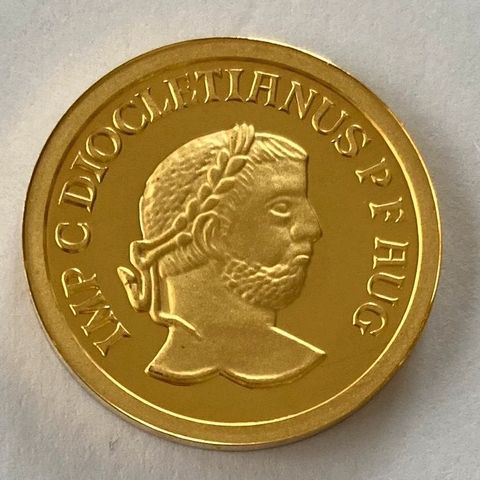 IMP C DIOCLETIANUS P F AUG